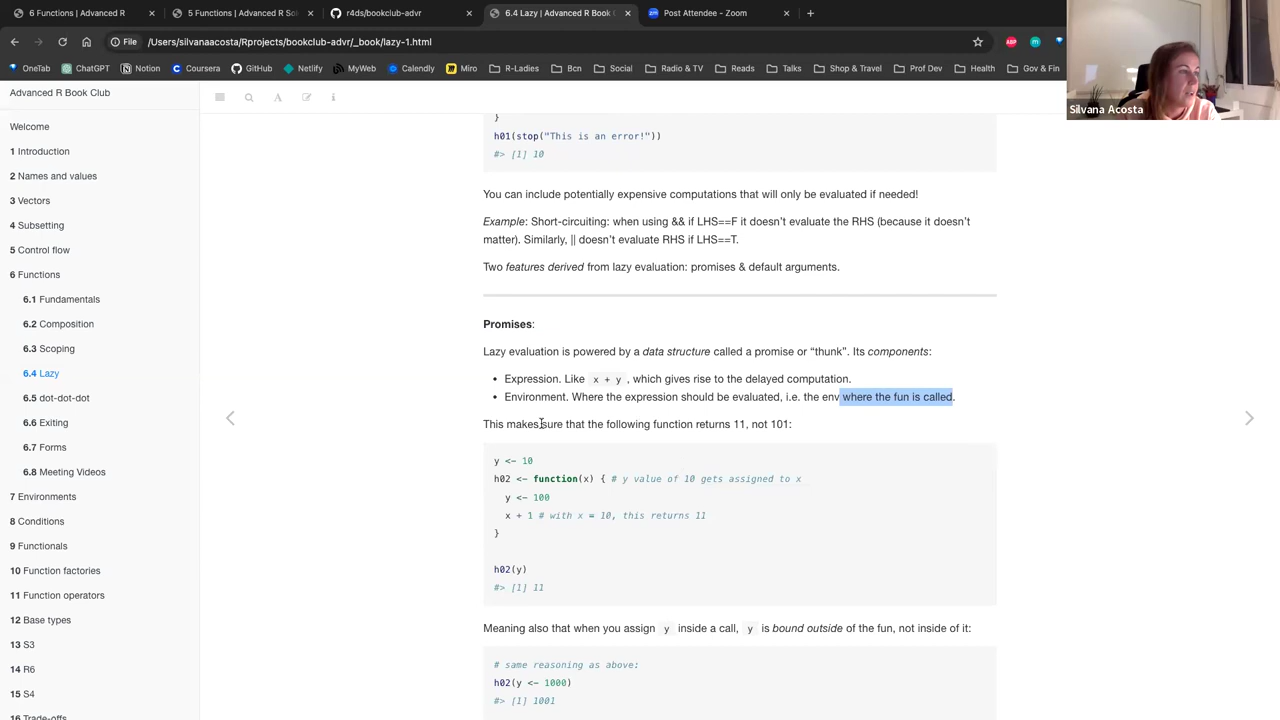 6 Functions | Advanced R
5 Functions | Advanced R Sol
r4ds/bookclub-advr
6.4 Lazy | Advanced R Book C
Post Attendee - Zoom
File /Users/silvanaacosta/Rprojects/bookclub-advr/_book/lazy-1.html
OneTab ChatGPT Notion Coursera GitHub Netlify MyWeb Calendly Miro R-Ladies Bcn Radio & TV Reads Talks Shop & Travel Prof Dev Health Gov & Fin
Silvana Acosta
Advanced R Book Club
Welcome
1 Introduction
2 Names and values
3 Vectors
4 Subsetting
5 Control flow
6 Functions
6.1 Fundamentals
6.2 Composition
6.3 Scoping
6.4 Lazy
6.5 dot-dot-dot
6.6 Exiting
6.7 Forms
6.8 Meeting Videos
7 Environments
8 Conditions
9 Functionals
10 Function factories
11 Function operators
12 Base types
13 S3
14 R6
15 S4
16 Trade-offs
}
h01(stop("This is an error!"))
#> [1] 10
You can include potentially expensive computations that will only be evaluated if needed!
Example: Short-circuiting: when using && if LHS==F it doesn't evaluate the RHS (because it doesn't
matter). Similarly, || doesn't evaluate RHS if LHS==T.
Two features derived from lazy evaluation: promises & default arguments.
Promises:
Lazy evaluation is powered by a data structure called a promise or “thunk”. Its components:
• Expression. Like x + y , which gives rise to the delayed computation.
• Environment. Where the expression should be evaluated, i.e. the env where the fun is called.
This makes sure that the following function returns 11, not 101:
y <- 10
h02 <- function(x) { # y value of 10 gets assigned to x
y <- 100
x + 1 # with x = 10, this returns 11
}
h02(y)
#> [1] 11
Meaning also that when you assign y inside a call, y is bound outside of the fun, not inside of it:
# same reasoning as above:
h02(y <- 1000)
#> [1] 1001